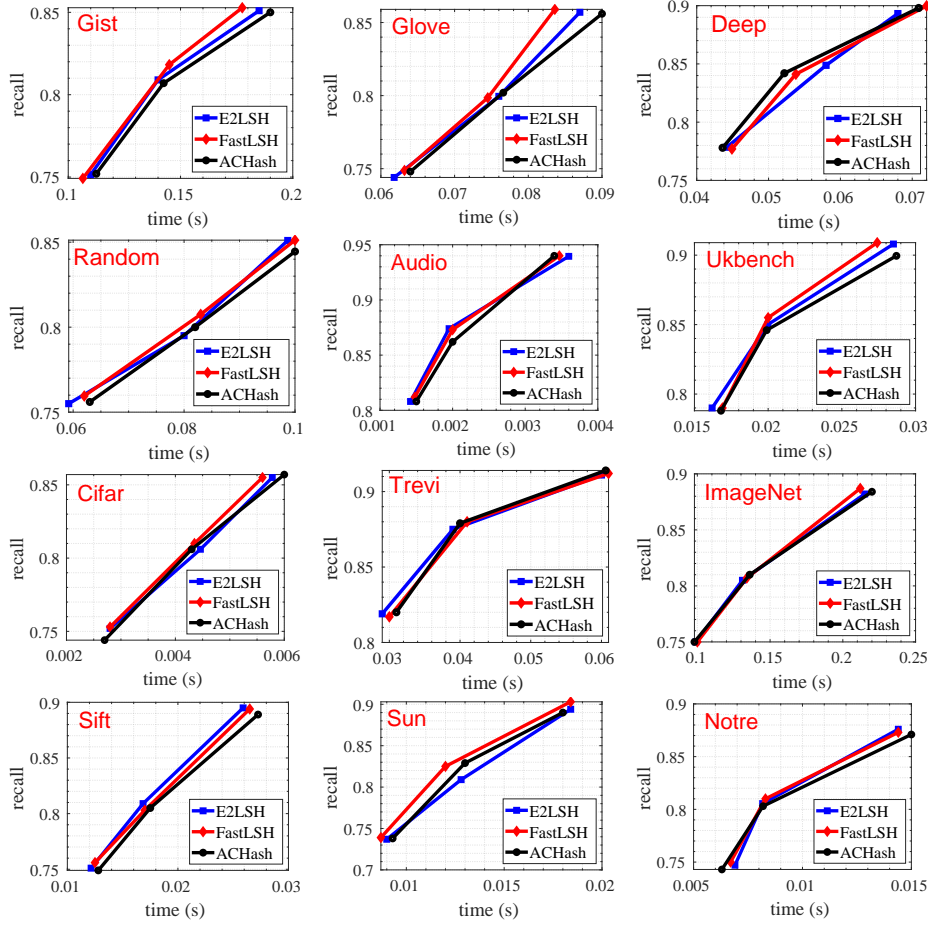 Gist
recall
0.85
0.8
0.75
0.1
0.15
0.2
time (s)
E2LSH
FastLSH
ACHash
Glove
recall
0.85
0.8
0.75
0.06
0.07
0.08
0.09
time (s)
E2LSH
FastLSH
ACHash
Deep
recall
0.9
0.85
0.8
0.75
0.04
0.05
0.06
0.07
time (s)
E2LSH
FastLSH
ACHash
Random
recall
0.85
0.8
0.75
0.06
0.08
0.1
time (s)
E2LSH
FastLSH
ACHash
Audio
recall
0.95
0.9
0.85
0.8
0.001
0.002
0.003
0.004
time (s)
E2LSH
FastLSH
ACHash
Ukbench
recall
0.9
0.85
0.8
0.015
0.02
0.025
0.03
time (s)
E2LSH
FastLSH
ACHash
Cifar
recall
0.85
0.8
0.75
0.002
0.004
0.006
time (s)
E2LSH
FastLSH
ACHash
Trevi
recall
0.9
0.8
0.03
0.04
0.05
0.06
time (s)
E2LSH
FastLSH
ACHash
ImageNet
recall
0.9
0.85
0.8
0.75
0.1
0.15
0.2
0.25
time (s)
E2LSH
FastLSH
ACHash
Sift
recall
0.9
0.85
0.8
0.75
0.01
0.02
0.03
time (s)
E2LSH
FastLSH
ACHash
Sun
recall
0.9
0.85
0.8
0.75
0.7
0.01
0.015
0.02
time (s)
E2LSH
FastLSH
ACHash
Notre
recall
0.9
0.85
0.8
0.75
0.005
0.01
0.015
time (s)
E2LSH
FastLSH
ACHash